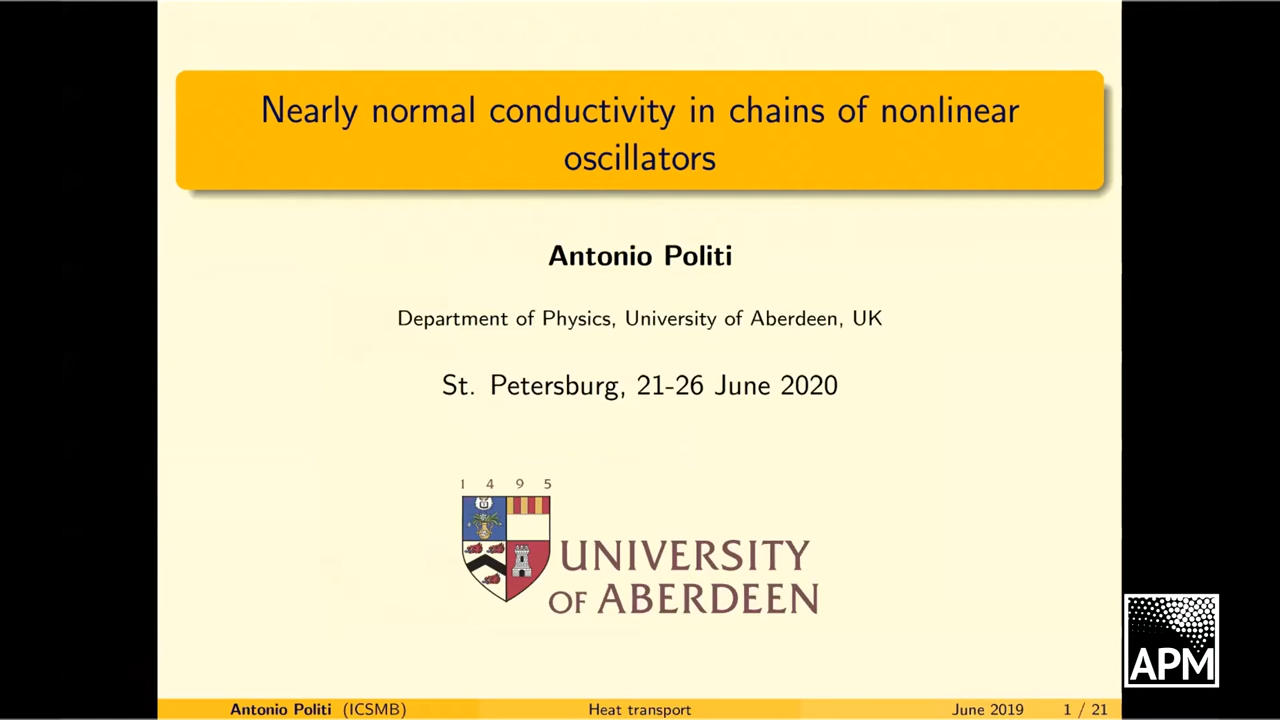 Nearly normal conductivity in chains of nonlinear
oscillators
Antonio Politi
Department of Physics, University of Aberdeen, UK
St. Petersburg, 21-26 June 2020
1 4 9 5
UNIVERSITY
OF ABERDEEN
APM
Antonio Politi (ICSMB) Heat transport June 2019 1 / 21